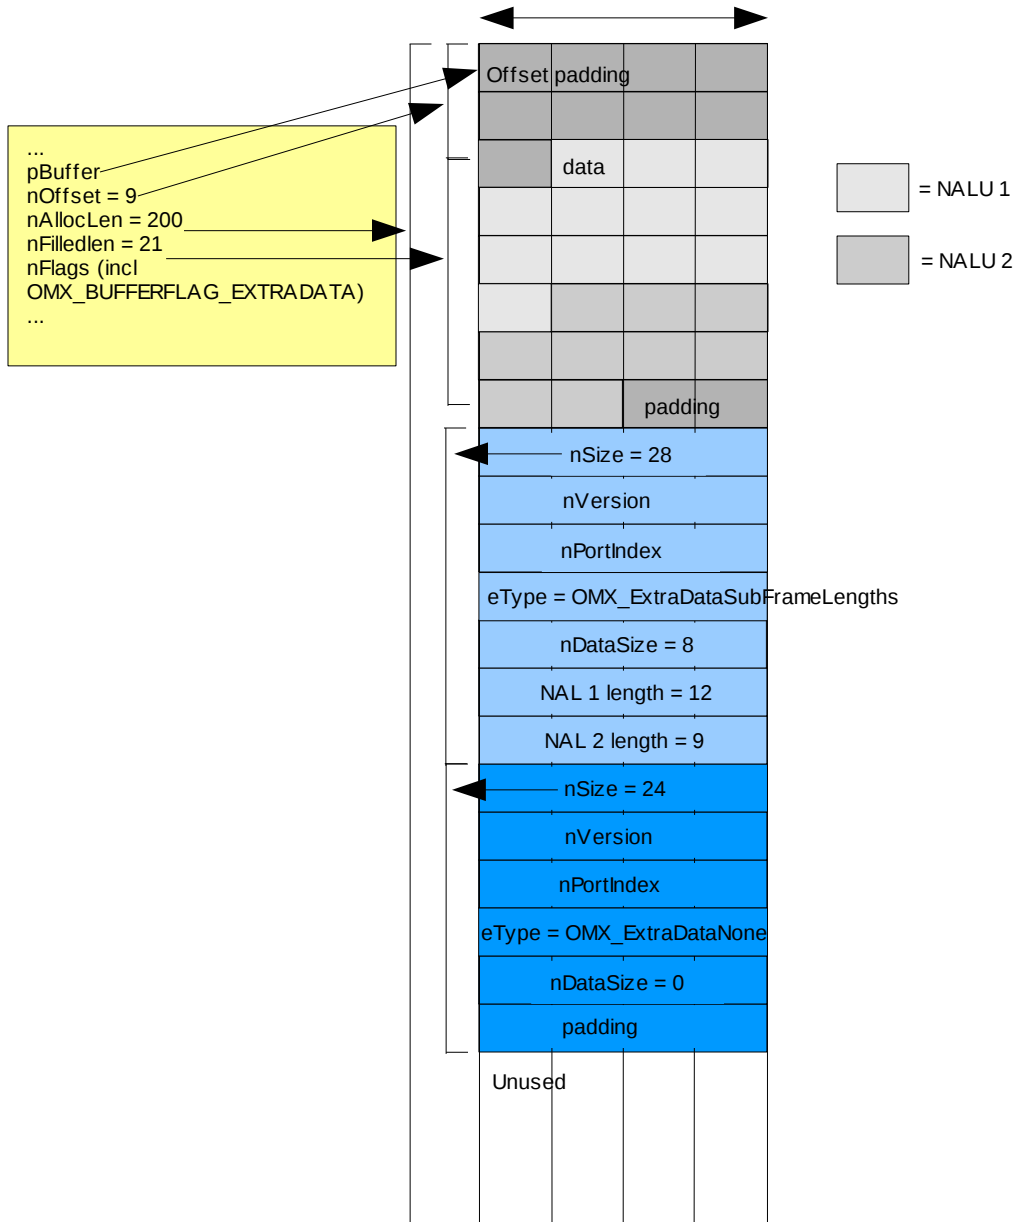 Offset padding
...
pBuffer
nOffset = 9
nAllocLen = 200
nFilledlen = 21
nFlags (incl
OMX_BUFFERFLAG_EXTRADATA)
...
data
= NALU 1
= NALU 2
padding
nSize = 28
nVersion
nPortIndex
eType = OMX_ExtraDataSubFrameLengths
nDataSize = 8
NAL 1 length = 12
NAL 2 length = 9
nSize = 24
nVersion
nPortIndex
eType = OMX_ExtraDataNone
nDataSize = 0
padding
Unused